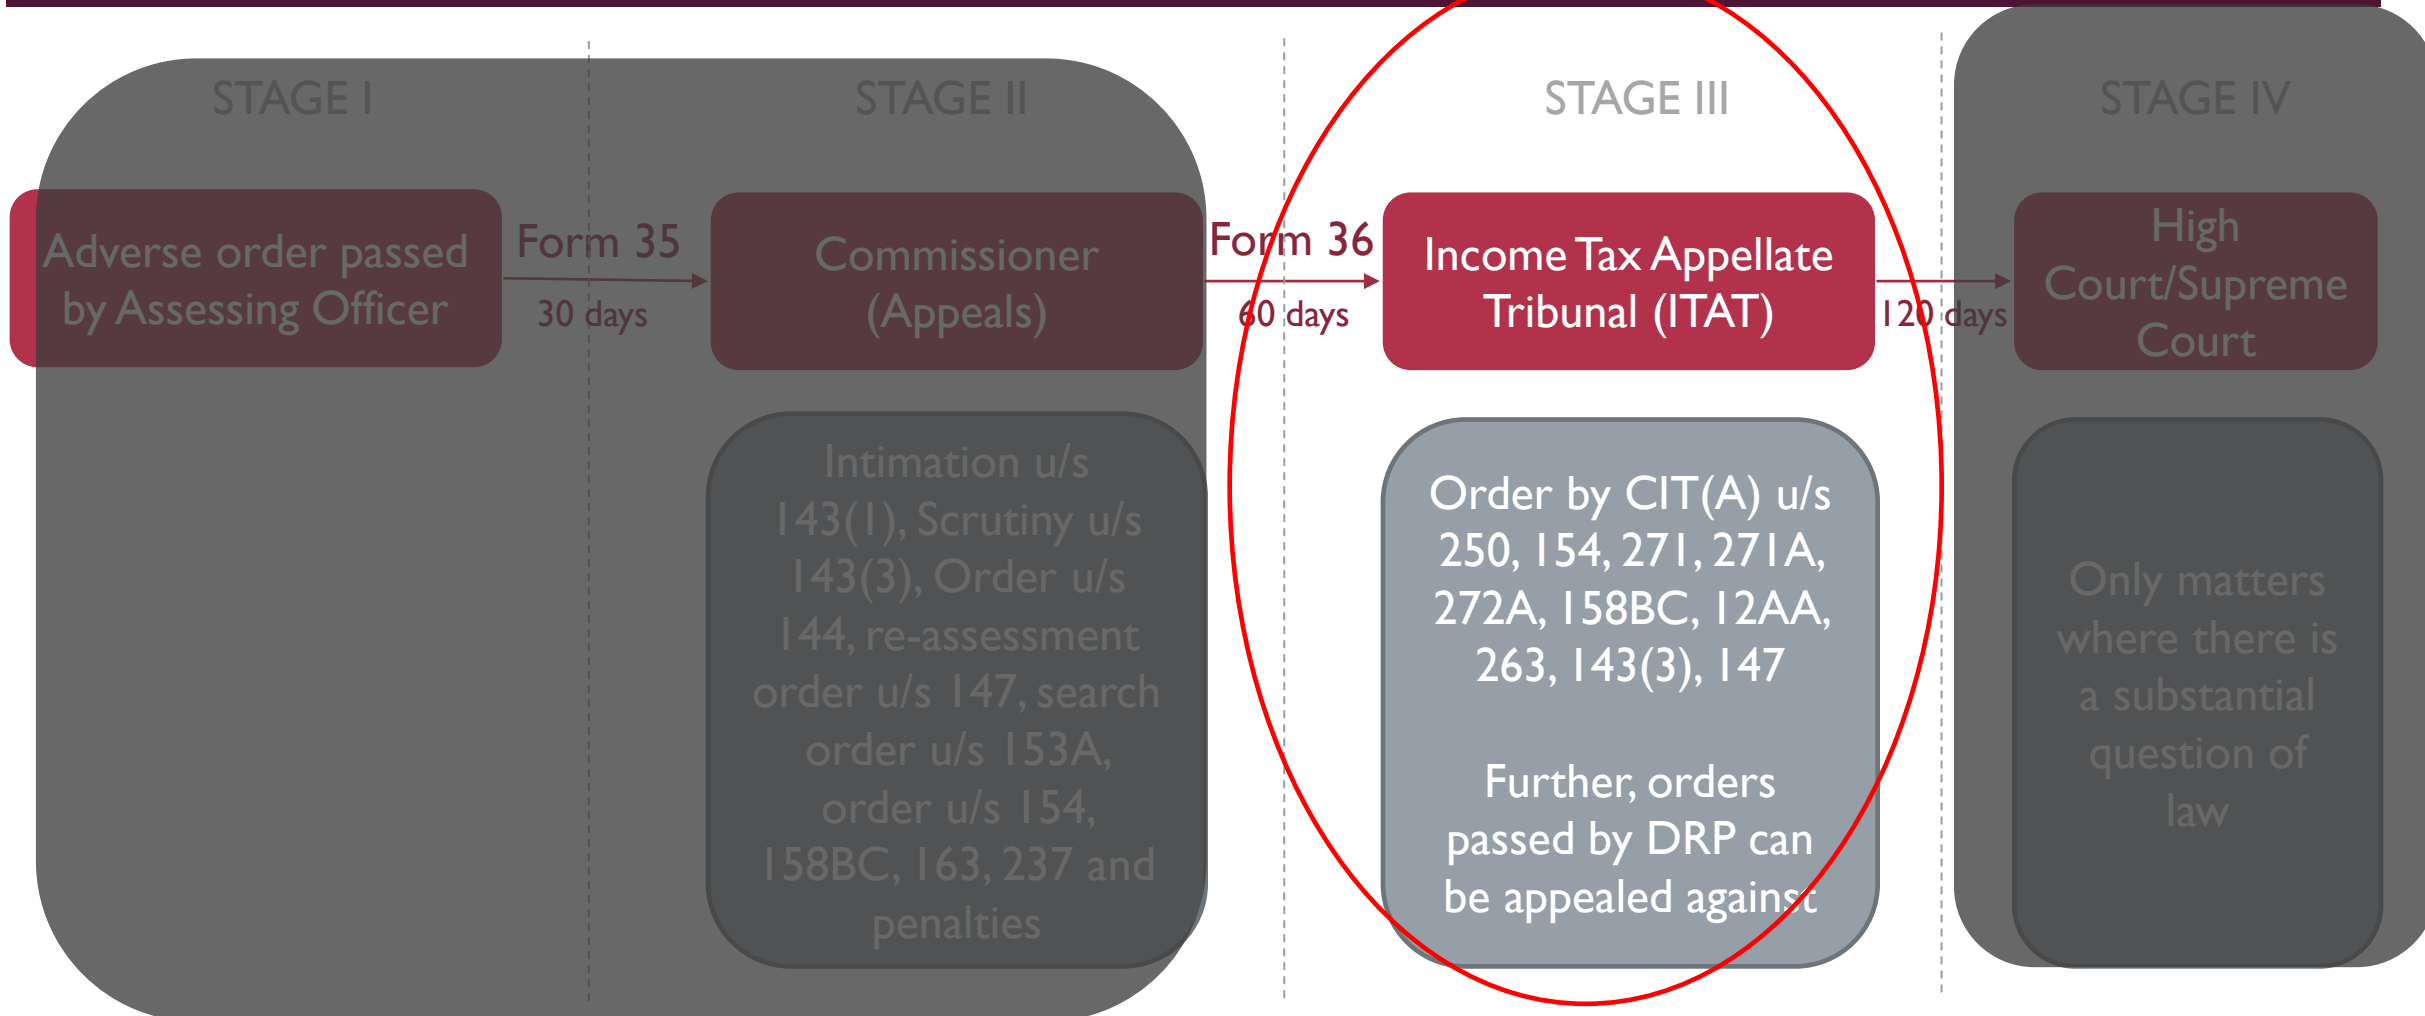 STAGE I
STAGE II
STAGE III
STAGE IV
Adverse order passed
by Assessing Officer
Form 35
30 days
Commissioner
(Appeals)
Form 36
60 days
Income Tax Appellate
Tribunal (ITAT)
120 days
High
Court/Supreme
Court
Intimation u/s
143(1), Scrutiny u/s
143(3), Order u/s
144, re-assessment
order u/s 147, search
order u/s 153A,
order u/s 154,
158BC, 163, 237 and
penalties
Order by CIT(A) u/s
250, 154, 271, 271A,
272A, 158BC, 12AA,
263, 143(3), 147
Further, orders
passed by DRP can
be appealed against
Only matters
where there is
a substantial
question of
law